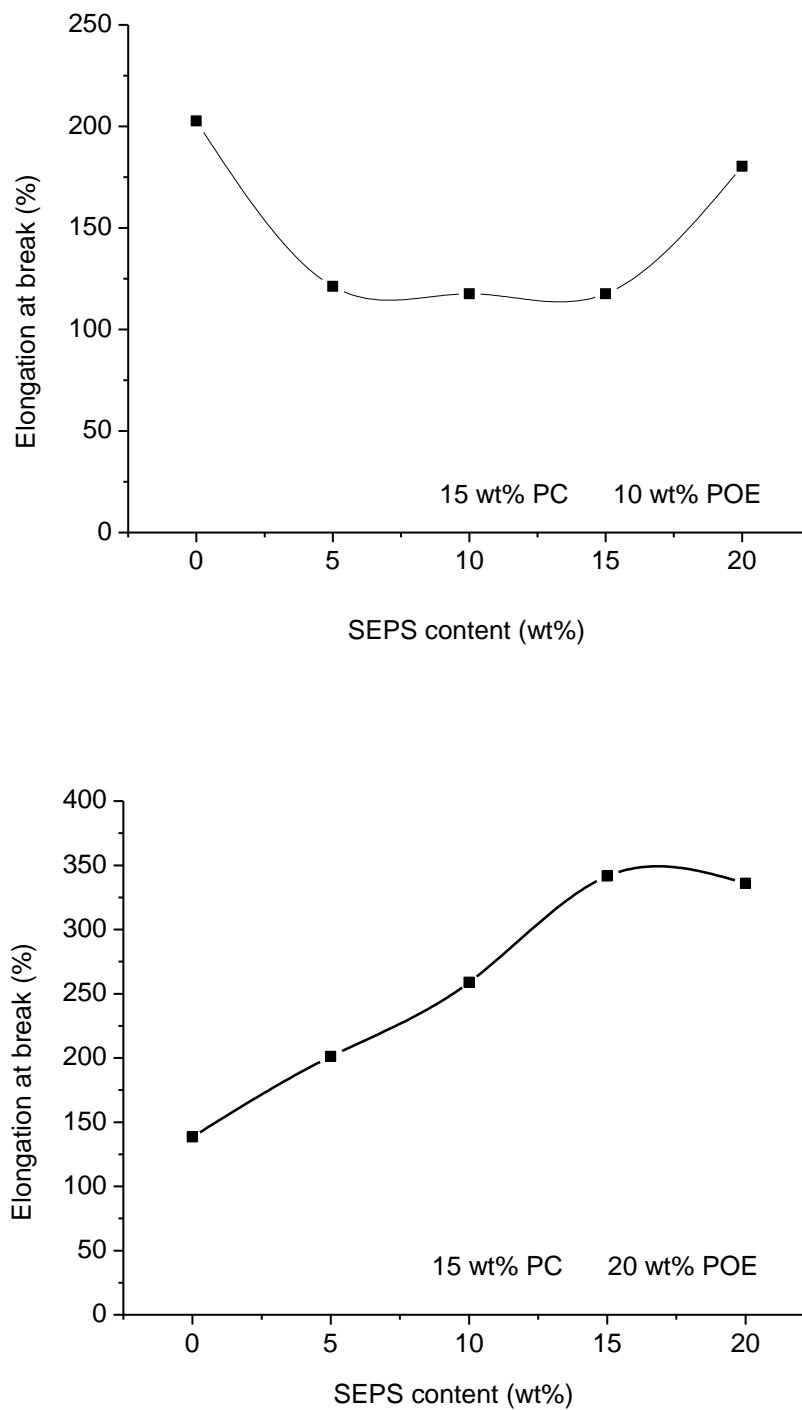 250
200
150
100
50
0
Elongation at break (%)
15 wt% PC 10 wt% POE
0 5 10 15 20
SEPS content (wt%)
400
350
300
250
200
150
100
50
0
Elongation at break (%)
15 wt% PC 20 wt% POE
0 5 10 15 20
SEPS content (wt%)